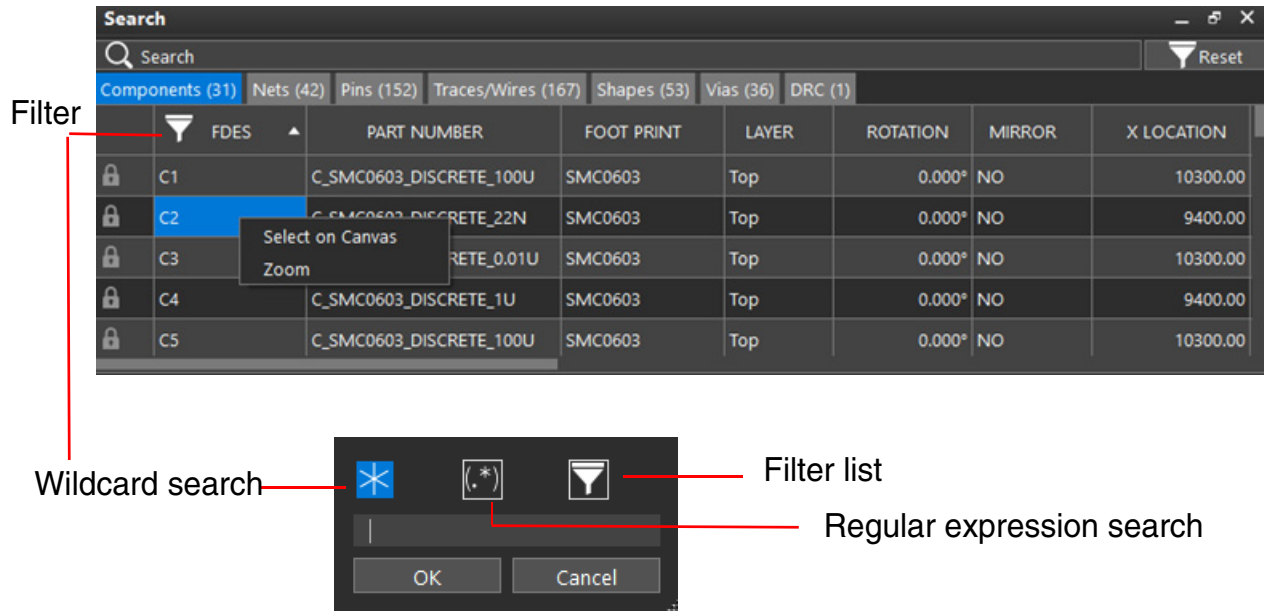 Search
Search Reset
Components (31) Nets (42) Pins (152) Traces/Wires (167) Shapes (53) Vias (36) DRC (1)
Filter
FDES PART NUMBER FOOT PRINT LAYER ROTATION MIRROR X LOCATION
C1 C_SMC0603_DISCRETE_100U SMC0603 Top 0.000° NO 10300.00
C2 C_SMC0603_DISCRETE_22N SMC0603 Top 0.000° NO 9400.00
Select on Canvas
C3 RETE_0.01U SMC0603 Top 0.000° NO 10300.00
Zoom
C4 C_SMC0603_DISCRETE_1U SMC0603 Top 0.000° NO 9400.00
C5 C_SMC0603_DISCRETE_100U SMC0603 Top 0.000° NO 10300.00
Wildcard search
(.*)
Filter list
Regular expression search
OK Cancel